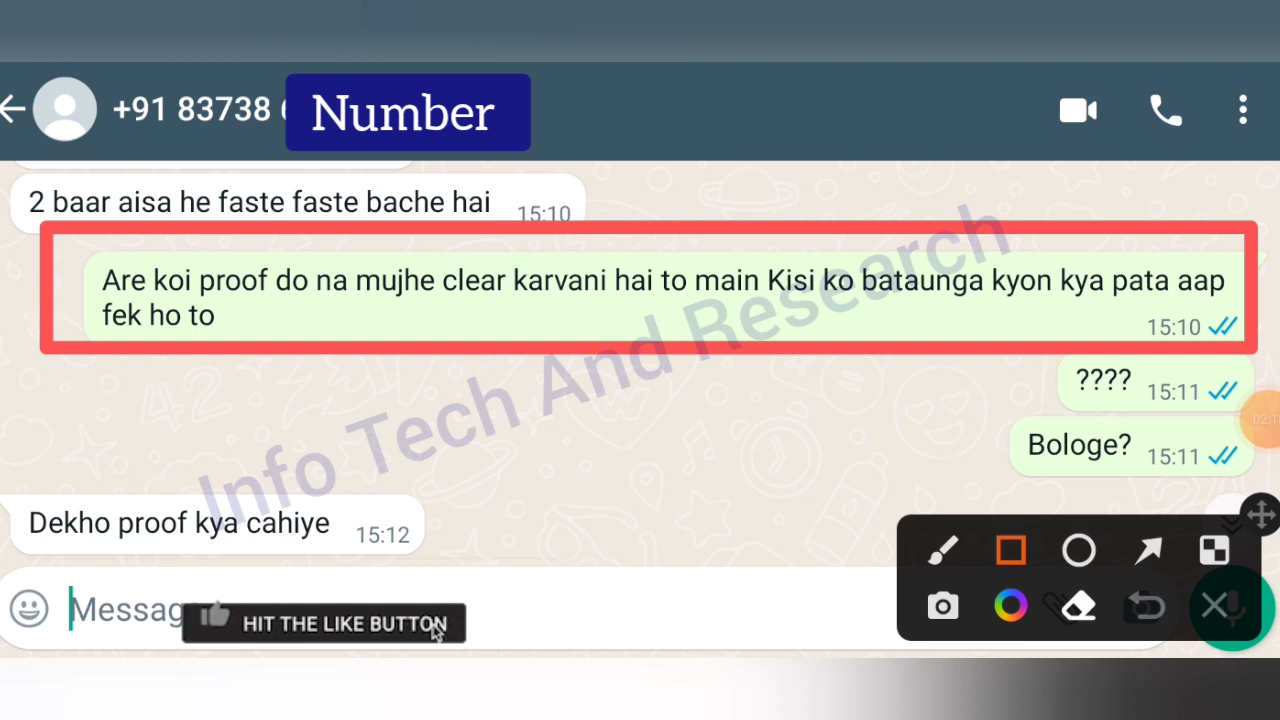 +91 83738
Number
2 baar aisa he faste faste bache hai 15:10
Are koi proof do na mujhe clear karvani hai to main Kisi ko bataunga kyon kya pata aap
fek ho to
15:10
???? 15:11
Bologe? 15:11
Info Tech And Research
Dekho proof kya cahiye 15:12
HIT THE LIKE BUTTON